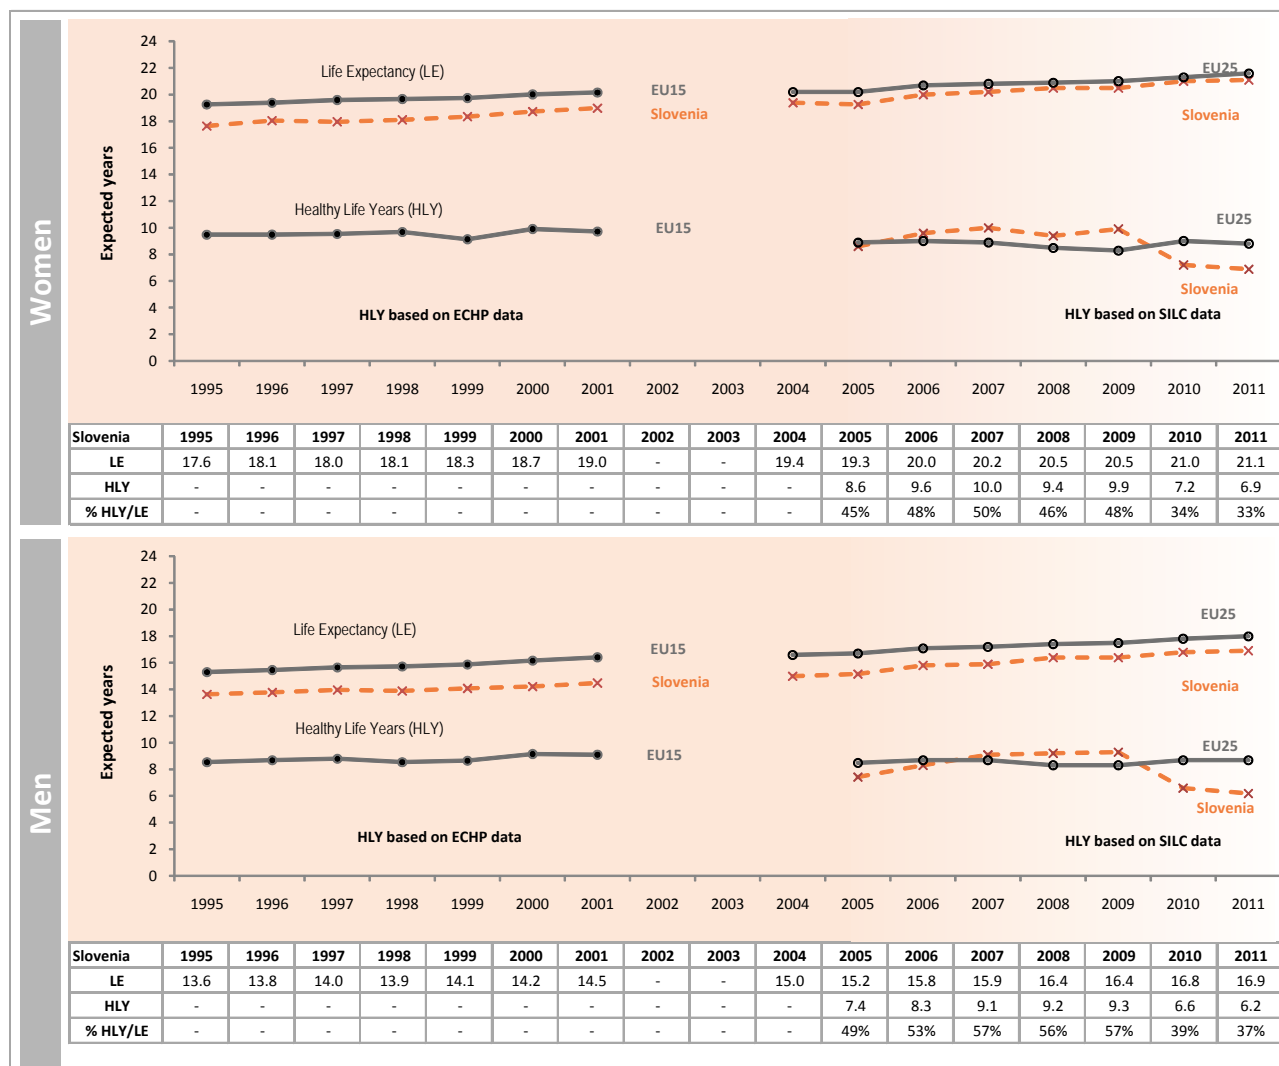 Women
24
22
20
18
16
14
12
10
8
6
4
2
0
Expected years
Life Expectancy (LE)
EU15
Slovenia
EU25
Slovenia
Healthy Life Years (HLY)
EU15
EU25
Slovenia
HLY based on ECHP data
HLY based on SILC data
1995 1996 1997 1998 1999 2000 2001 2002 2003 2004 2005 2006 2007 2008 2009 2010 2011
Slovenia 1995 1996 1997 1998 1999 2000 2001 2002 2003 2004 2005 2006 2007 2008 2009 2010 2011
LE 17.6 18.1 18.0 18.1 18.3 18.7 19.0 - - 19.4 19.3 20.0 20.2 20.5 20.5 21.0 21.1
HLY - - - - - - - - - - 8.6 9.6 10.0 9.4 9.9 7.2 6.9
% HLY/LE - - - - - - - - - - 45% 48% 50% 46% 48% 34% 33%
Men
24
22
20
18
16
14
12
10
8
6
4
2
0
Expected years
Life Expectancy (LE)
EU15
Slovenia
EU25
Slovenia
Healthy Life Years (HLY)
EU15
EU25
Slovenia
HLY based on ECHP data
HLY based on SILC data
1995 1996 1997 1998 1999 2000 2001 2002 2003 2004 2005 2006 2007 2008 2009 2010 2011
Slovenia 1995 1996 1997 1998 1999 2000 2001 2002 2003 2004 2005 2006 2007 2008 2009 2010 2011
LE 13.6 13.8 14.0 13.9 14.1 14.2 14.5 - - 15.0 15.2 15.8 15.9 16.4 16.4 16.8 16.9
HLY - - - - - - - - - - 7.4 8.3 9.1 9.2 9.3 6.6 6.2
% HLY/LE - - - - - - - - - - 49% 53% 57% 56% 57% 39% 37%